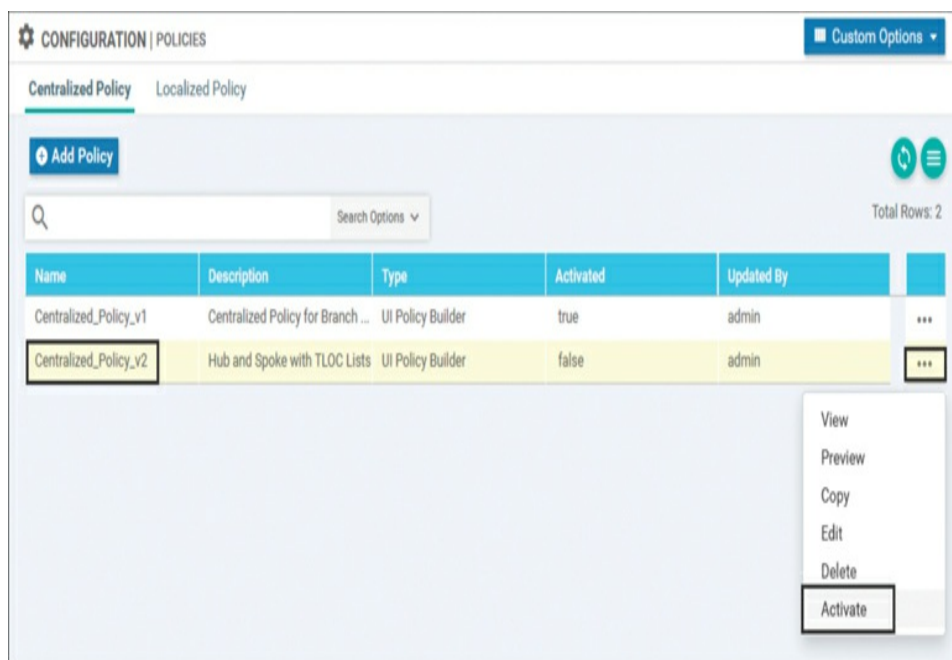 CONFIGURATION | POLICIES
Custom Options
Centralized Policy Localized Policy
Add Policy
Search Options
Total Rows: 2
Name Description Type Activated Updated By
Centralized_Policy_v1 Centralized Policy for Branch ... UI Policy Builder true admin ...
Centralized_Policy_v2 Hub and Spoke with TLOC Lists UI Policy Builder false admin ...
View
Preview
Copy
Edit
Delete
Activate